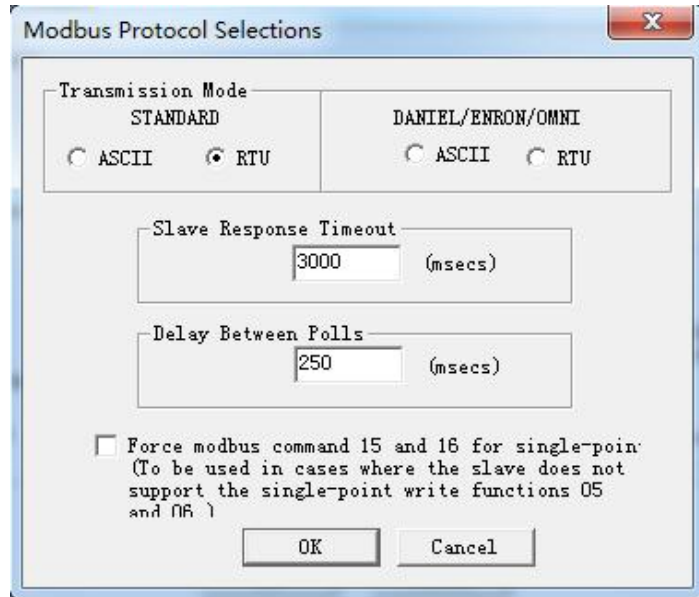 Modbus Protocol Selections
Transmission Mode
STANDARD
DANIEL/ENRON/OMNI
ASCII
RTU
ASCII
RTU
Slave Response Timeout
3000
(msecs)
Delay Between Polls
250
(msecs)
Force modbus command 15 and 16 for single-poin
(To be used in cases where the slave does not
support the single-point write functions 05
and 06.)
OK
Cancel